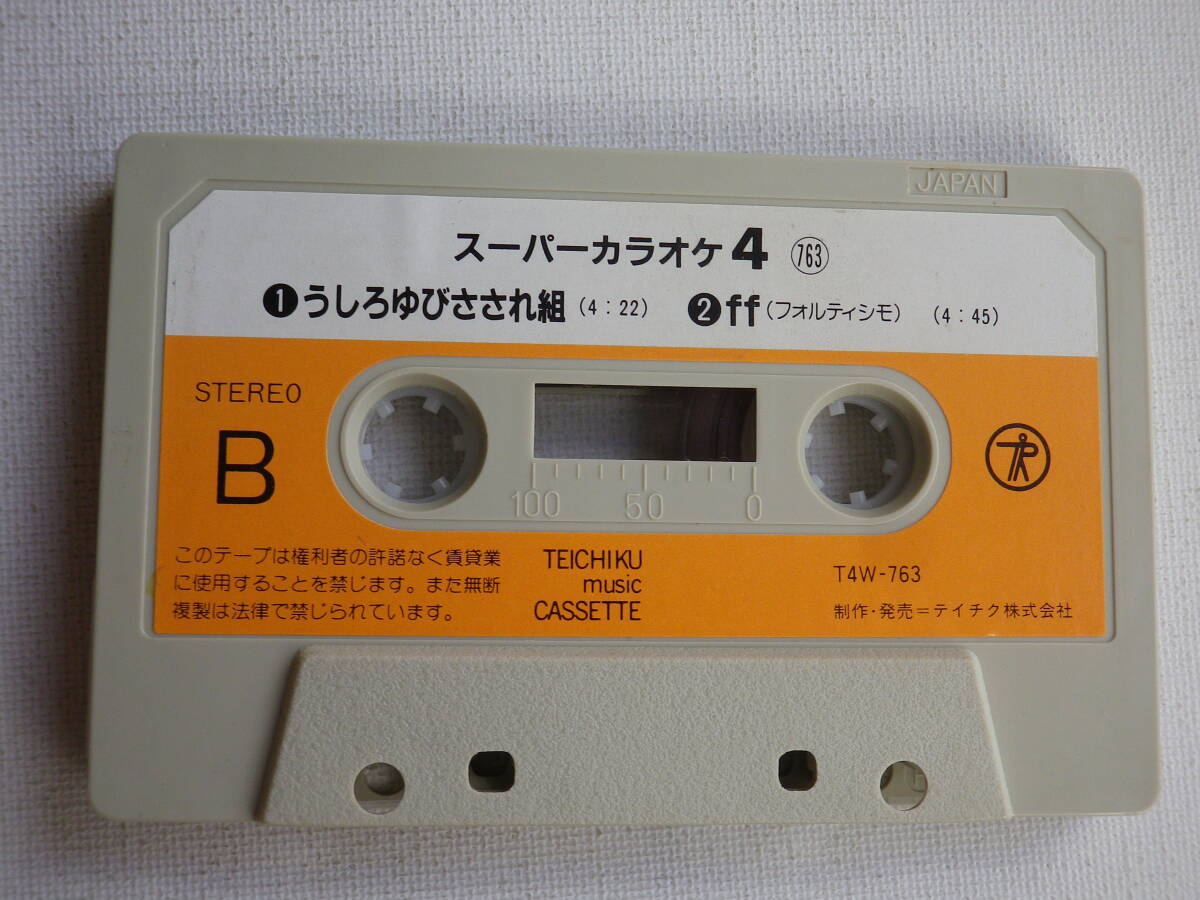 JAPAN
スーパーカラオケ4 763
❶うしろゆびさされ組(4:22) ❷ff(フォルティシモ) (4:45)
STEREO
B
100 50 0
このテープは権利者の許諾なく賃貸業
に使用することを禁じます。また無断
複製は法律で禁じられています。
TEICHIKU
music
CASSETTE
T4W-763
制作・発売=テイチク株式会社